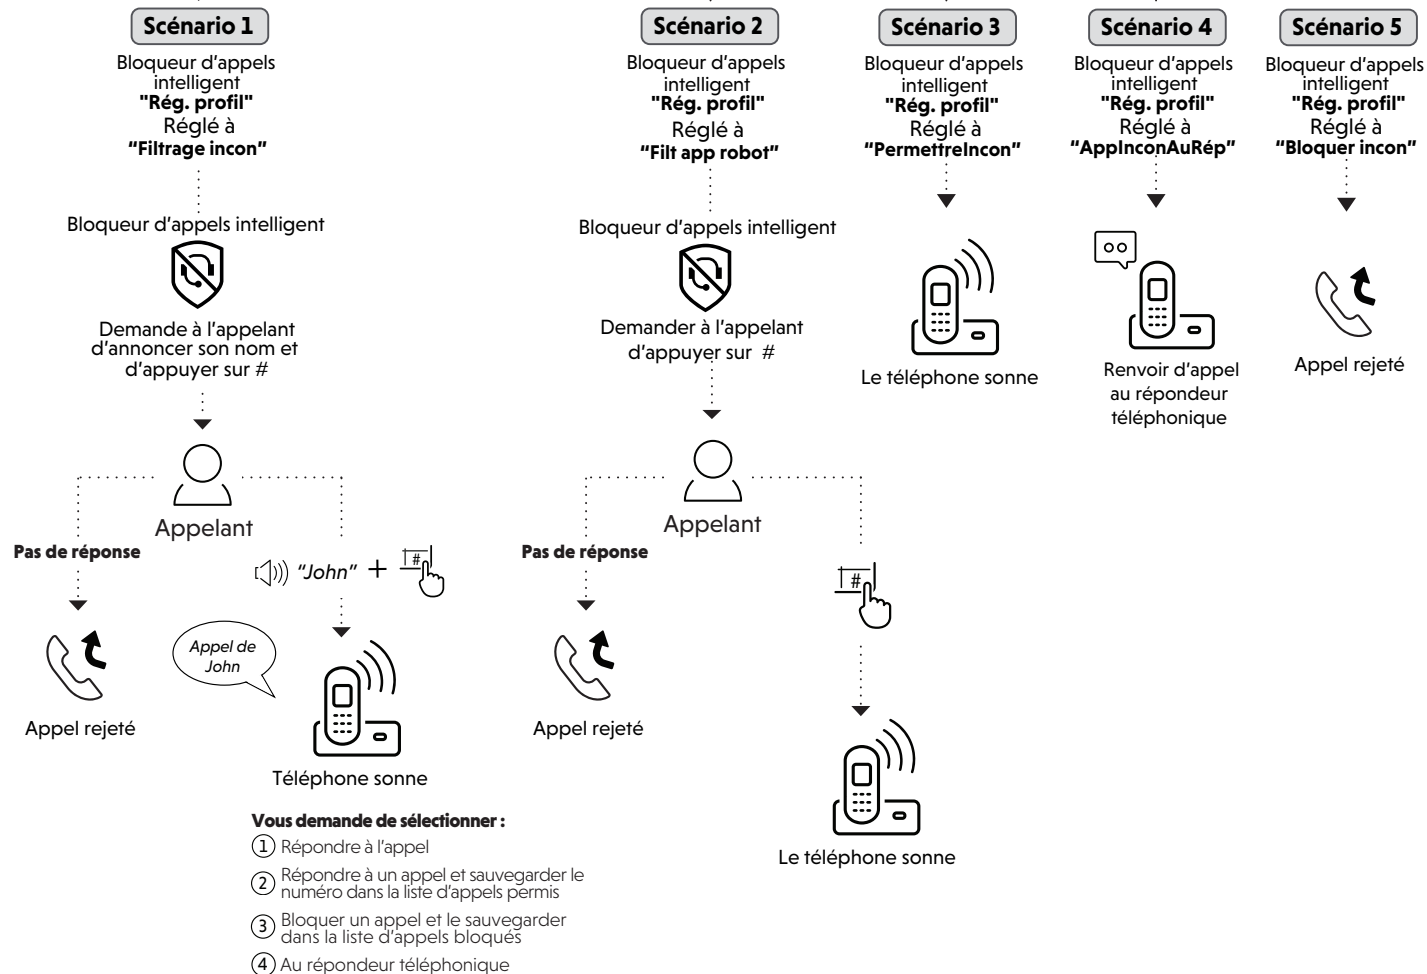 Scénario 1
Bloqueur d'appels
intelligent
"Rég. profil"
Réglé à
“Filtrage incon”
Bloqueur d'appels intelligent
Demande à l'appelant
d'annoncer son nom et
d'appuyer sur #
Appelant
Pas de réponse
Appel rejeté
"John" + #
Appel de
John
Téléphone sonne
Vous demande de sélectionner :
1 Répondre à l'appel
2 Répondre à un appel et sauvegarder le
numéro dans la liste d'appels permis
3 Bloquer un appel et le sauvegarder
dans la liste d'appels bloqués
4 Au répondeur téléphonique
Scénario 2
Bloqueur d'appels
intelligent
"Rég. profil"
Réglé à
“Filt app robot”
Bloqueur d'appels intelligent
Demander à l'appelant
d'appuyer sur #
Appelant
Pas de réponse
Appel rejeté
#
Le téléphone sonne
Scénario 3
Bloqueur d'appels
intelligent
"Rég. profil"
Réglé à
“PermettreIncon”
Le téléphone sonne
Scénario 4
Bloqueur d'appels
intelligent
"Rég. profil"
Réglé à
“AppInconAuRép”
Renvoir d'appel
au répondeur
téléphonique
Scénario 5
Bloqueur d'appels
intelligent
"Rég. profil"
Réglé à
“Bloquer incon”
Appel rejeté